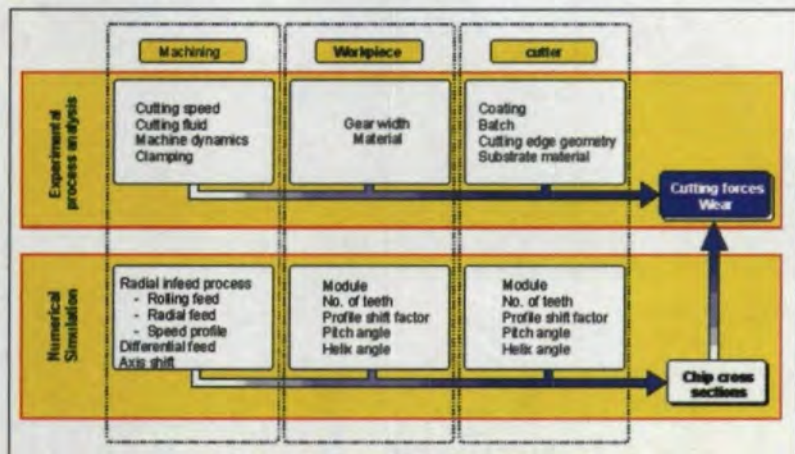 Machining
Workpiece
cutter
Experimental
process analysis
Cutting speed
Cutting fluid
Machine dynamics
Clamping
Gear width
Material
Coating
Batch
Cutting edge geometry
Substrate material
Cutting forces
Wear
Numerical
Simulation
Radial infeed process
- Rolling feed
- Radial feed
- Speed profile
Differential feed
Axis shift
Module
No. of teeth
Profile shift factor
Pitch angle
Helix angle
Module
No. of teeth
Profile shift factor
Pitch angle
Helix angle
Chip cross
sections